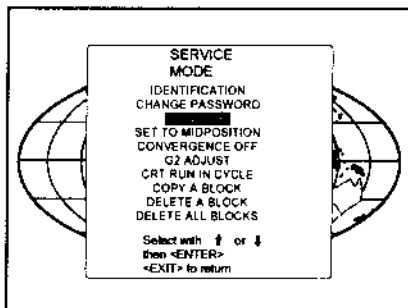 SERVICE
MODE
IDENTIFICATION
CHANGE PASSWORD
SET TO MIDPOSITION
CONVERGENCE OFF
G2 ADJUST
CRT RUN IN CYCLE
COPY A BLOCK
DELETE A BLOCK
DELETE ALL BLOCKS
Select with ↑ or ↓
then <ENTER>
<EXIT> to return